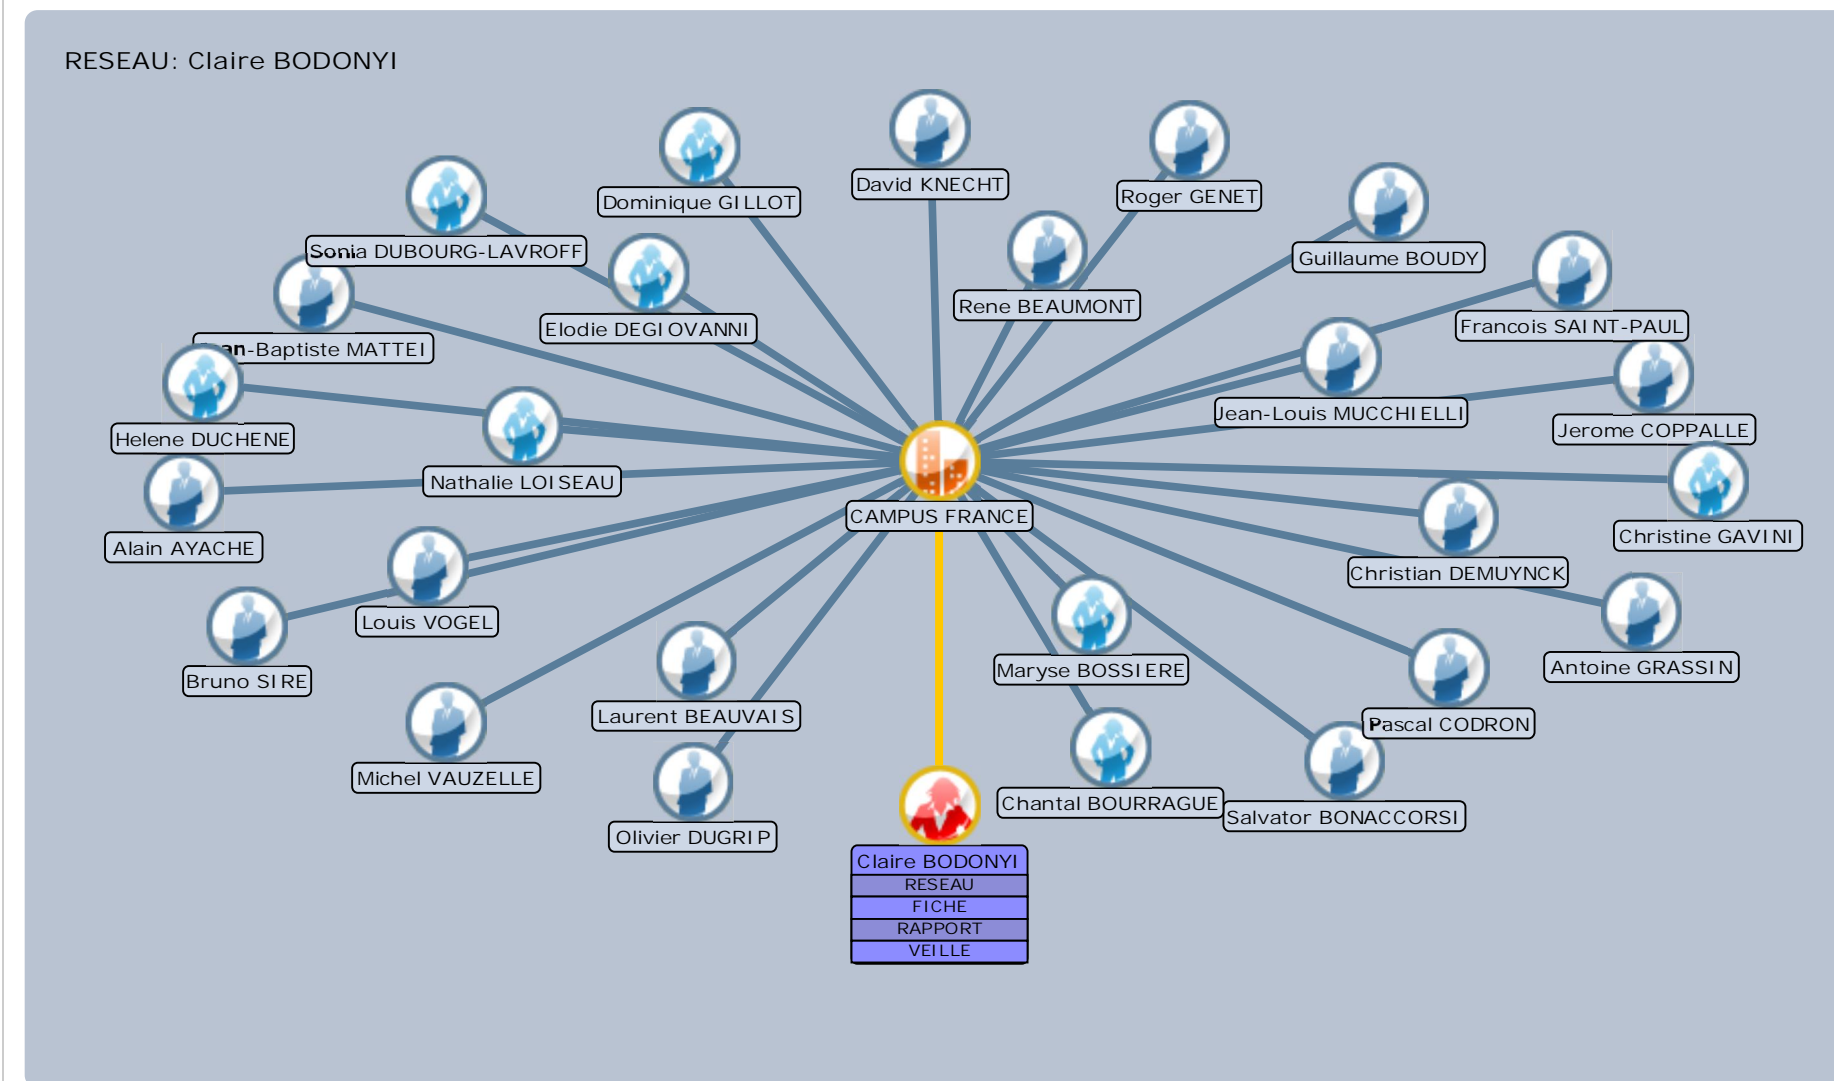 RESEAU: Claire BODONYI
David KNECHT
Roger GENET
Dominique GILLOT
Sonia DUBOURG-LAVROFF
Guillaume BOUDY
Rene BEAUMONT
Francois SAINT-PAUL
Elodie DEGIOVANNI
Jean-Baptiste MATTEI
Jean-Louis MUCCHIELLI
Jerome COPPALLE
Helene DUCHENE
Nathalie LOISEAU
CAMPUS FRANCE
Christine GAVINI
Alain AYACHE
Christian DEMUYNCK
Louis VOGEL
Antoine GRASSIN
Maryse BOSSIERE
Bruno SIRE
Laurent BEAUVAIS
Pascal CODRON
Michel VAUZELLE
Chantal BOURRAGUE
Salvator BONACCORSI
Olivier DUGRIP
Claire BODONYI
RESEAU
FICHE
RAPPORT
VEILLE